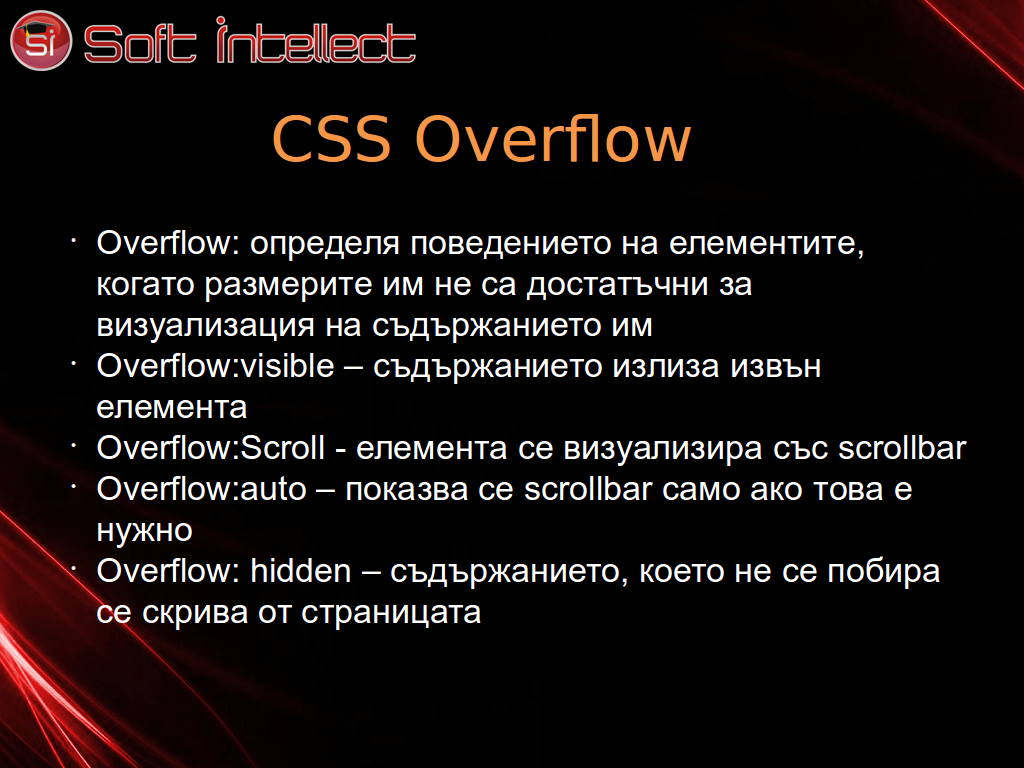 Si Soft Intellect
CSS Overflow
· Overflow: определя поведението на елементите,
когато размерите им не са достатъчни за
визуализация на съдържанието им
· Overflow:visible – съдържанието излиза извън
елемента
· Overflow:Scroll - елемента се визуализира със scrollbar
· Overflow:auto – показва се scrollbar само ако това е
нужно
· Overflow: hidden – съдържанието, което не се побира
се скрива от страницата